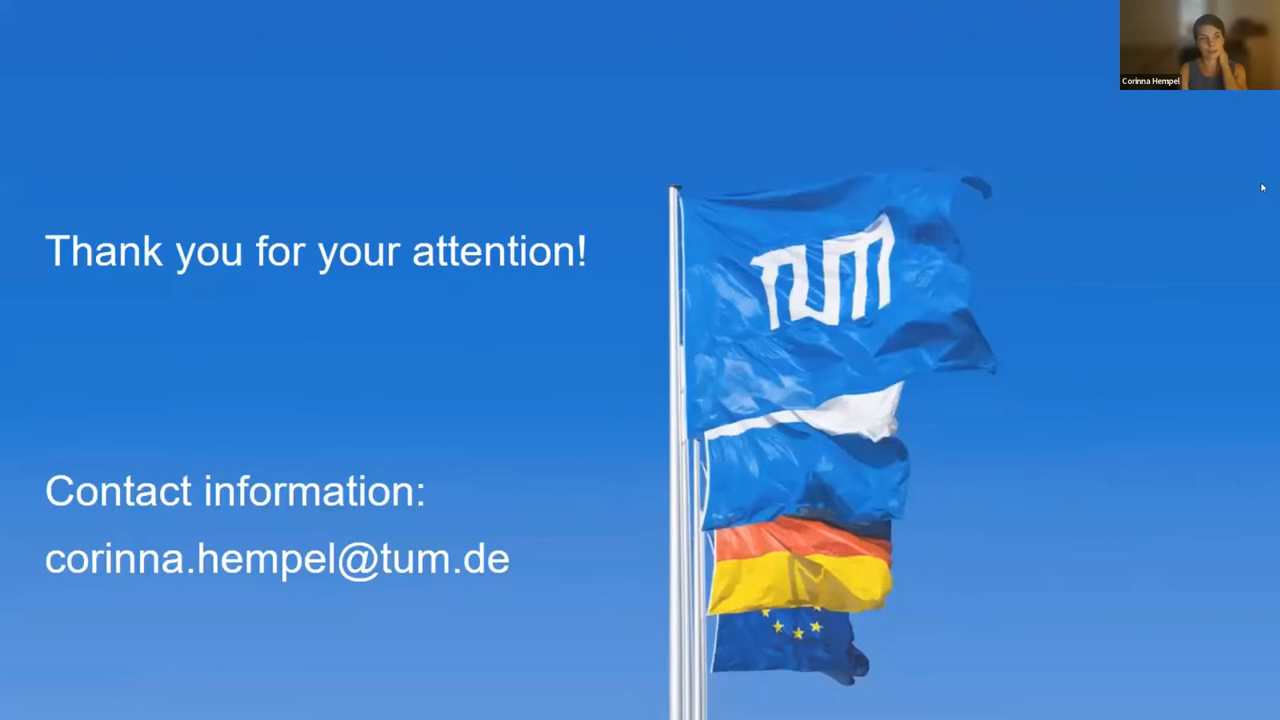 Corinna Hempel
Thank you for your attention!
TUM
Contact information:
corinna.hempel@tum.de